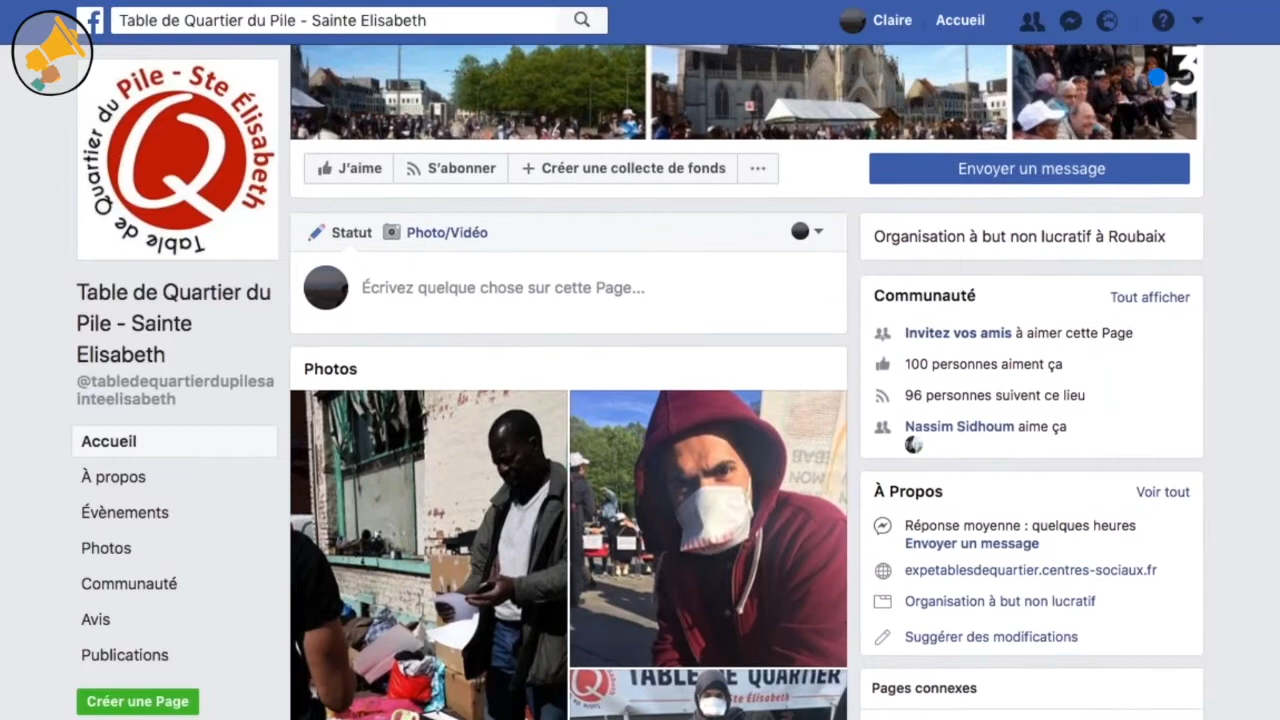 Table de Quartier du Pile - Sainte Elisabeth
Claire
Accueil
?
Table de Quartier du Pile - Ste Élisabeth
Q
3
J'aime
S'abonner
Créer une collecte de fonds
Envoyer un message
Statut
Photo/Vidéo
Écrivez quelque chose sur cette Page...
Organisation à but non lucratif à Roubaix
Communauté
Tout afficher
Invitez vos amis à aimer cette Page
100 personnes aiment ça
96 personnes suivent ce lieu
Nassim Sidhoum aime ça
À Propos
Voir tout
Réponse moyenne : quelques heures
Envoyer un message
expetablesdequartier.centres-sociaux.fr
Organisation à but non lucratif
Suggérer des modifications
Pages connexes
Table de Quartier du
Pile - Sainte
Elisabeth
@tabledequartierdupilesa
inteelisabeth
Accueil
À propos
Évènements
Photos
Communauté
Avis
Publications
Créer une Page
Photos
TABLE DE QUARTIER
Ste Élisabeth